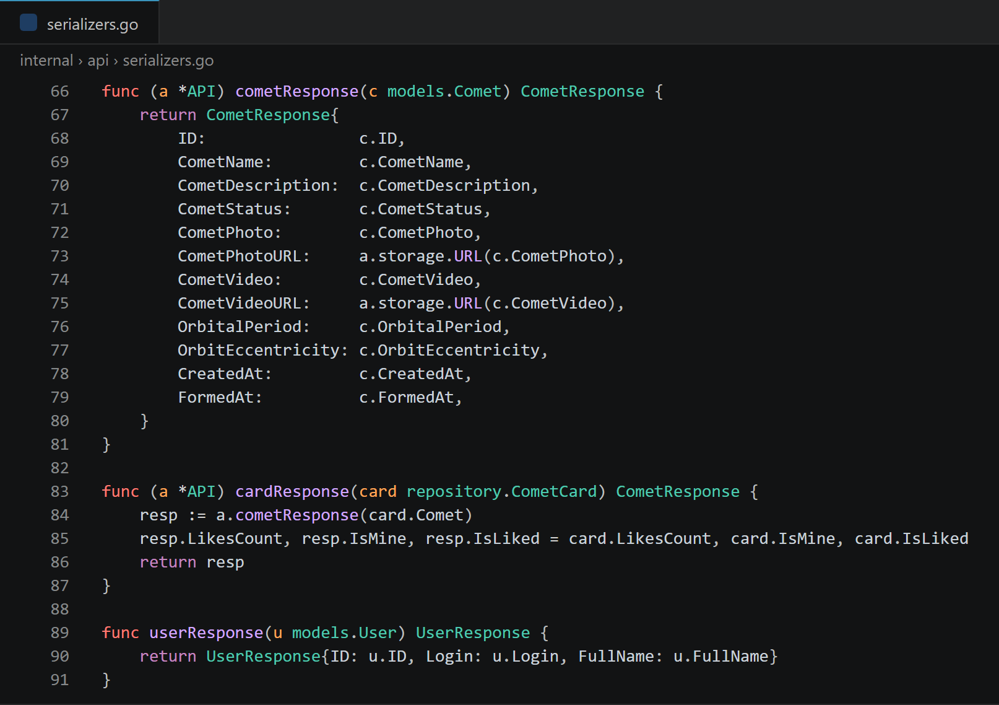 serializers.go
internal › api › serializers.go
66 func (a *API) cometResponse(c models.Comet) CometResponse {
67     return CometResponse{
68         ID:                c.ID,
69         CometName:         c.CometName,
70         CometDescription:  c.CometDescription,
71         CometStatus:       c.CometStatus,
72         CometPhoto:        c.CometPhoto,
73         CometPhotoURL:     a.storage.URL(c.CometPhoto),
74         CometVideo:        c.CometVideo,
75         CometVideoURL:     a.storage.URL(c.CometVideo),
76         OrbitalPeriod:     c.OrbitalPeriod,
77         OrbitEccentricity: c.OrbitEccentricity,
78         CreatedAt:         c.CreatedAt,
79         FormedAt:          c.FormedAt,
80     }
81 }
82
83 func (a *API) cardResponse(card repository.CometCard) CometResponse {
84     resp := a.cometResponse(card.Comet)
85     resp.LikesCount, resp.IsMine, resp.IsLiked = card.LikesCount, card.IsMine, card.IsLiked
86     return resp
87 }
88
89 func userResponse(u models.User) UserResponse {
90     return UserResponse{ID: u.ID, Login: u.Login, FullName: u.FullName}
91 }